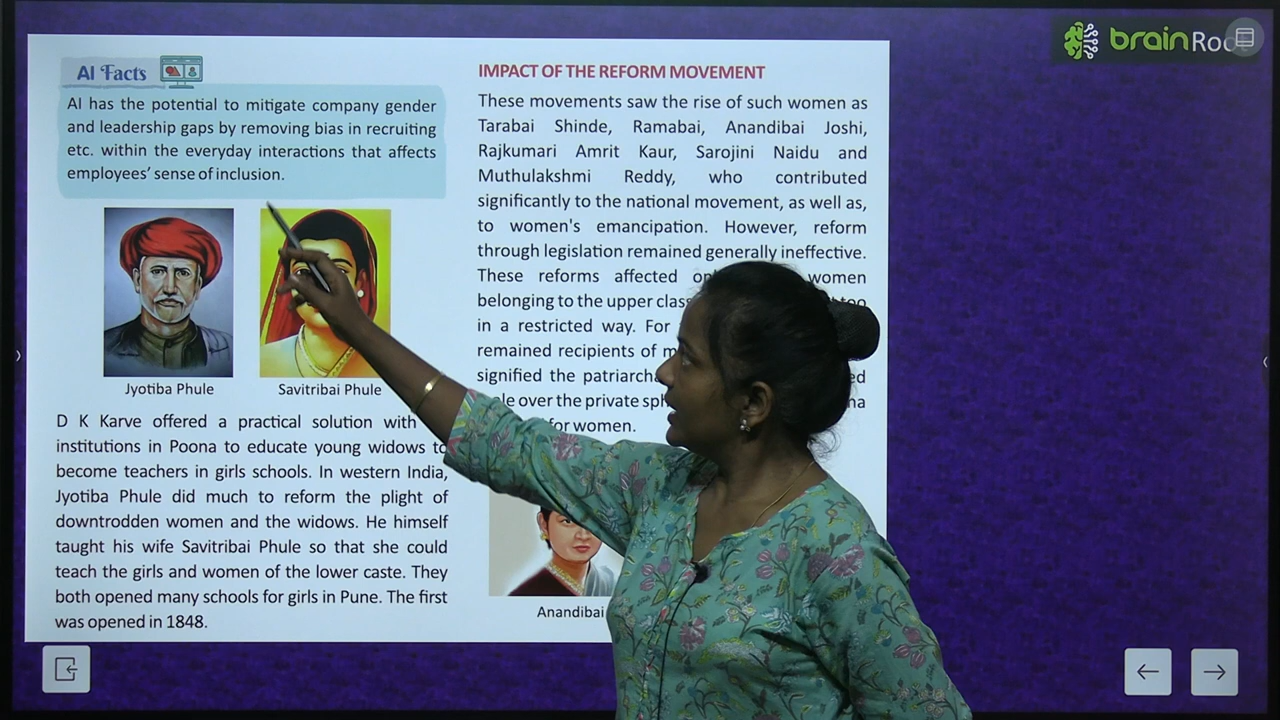 brain
AI Facts
AI has the potential to mitigate company gender
and leadership gaps by removing bias in recruiting
etc. within the everyday interactions that affects
employees' sense of inclusion.
Jyotiba Phule
Savitribai Phule
D K Karve offered a practical solution with
institutions in Poona to educate young widows to
become teachers in girls schools. In western India,
Jyotiba Phule did much to reform the plight of
downtrodden women and the widows. He himself
taught his wife Savitribai Phule so that she could
teach the girls and women of the lower caste. They
both opened many schools for girls in Pune. The first
was opened in 1848.
IMPACT OF THE REFORM MOVEMENT
These movements saw the rise of such women as
Tarabai Shinde, Ramabai, Anandibai Joshi,
Rajkumari Amrit Kaur, Sarojini Naidu and
Muthulakshmi Reddy, who contributed
significantly to the national movement, as well as,
to women's emancipation. However, reform
through legislation remained generally ineffective.
These reforms affected women
belonging to the upper too
in a restricted way. For
remained recipients of
signified the
over the private
for women.
Anandibai